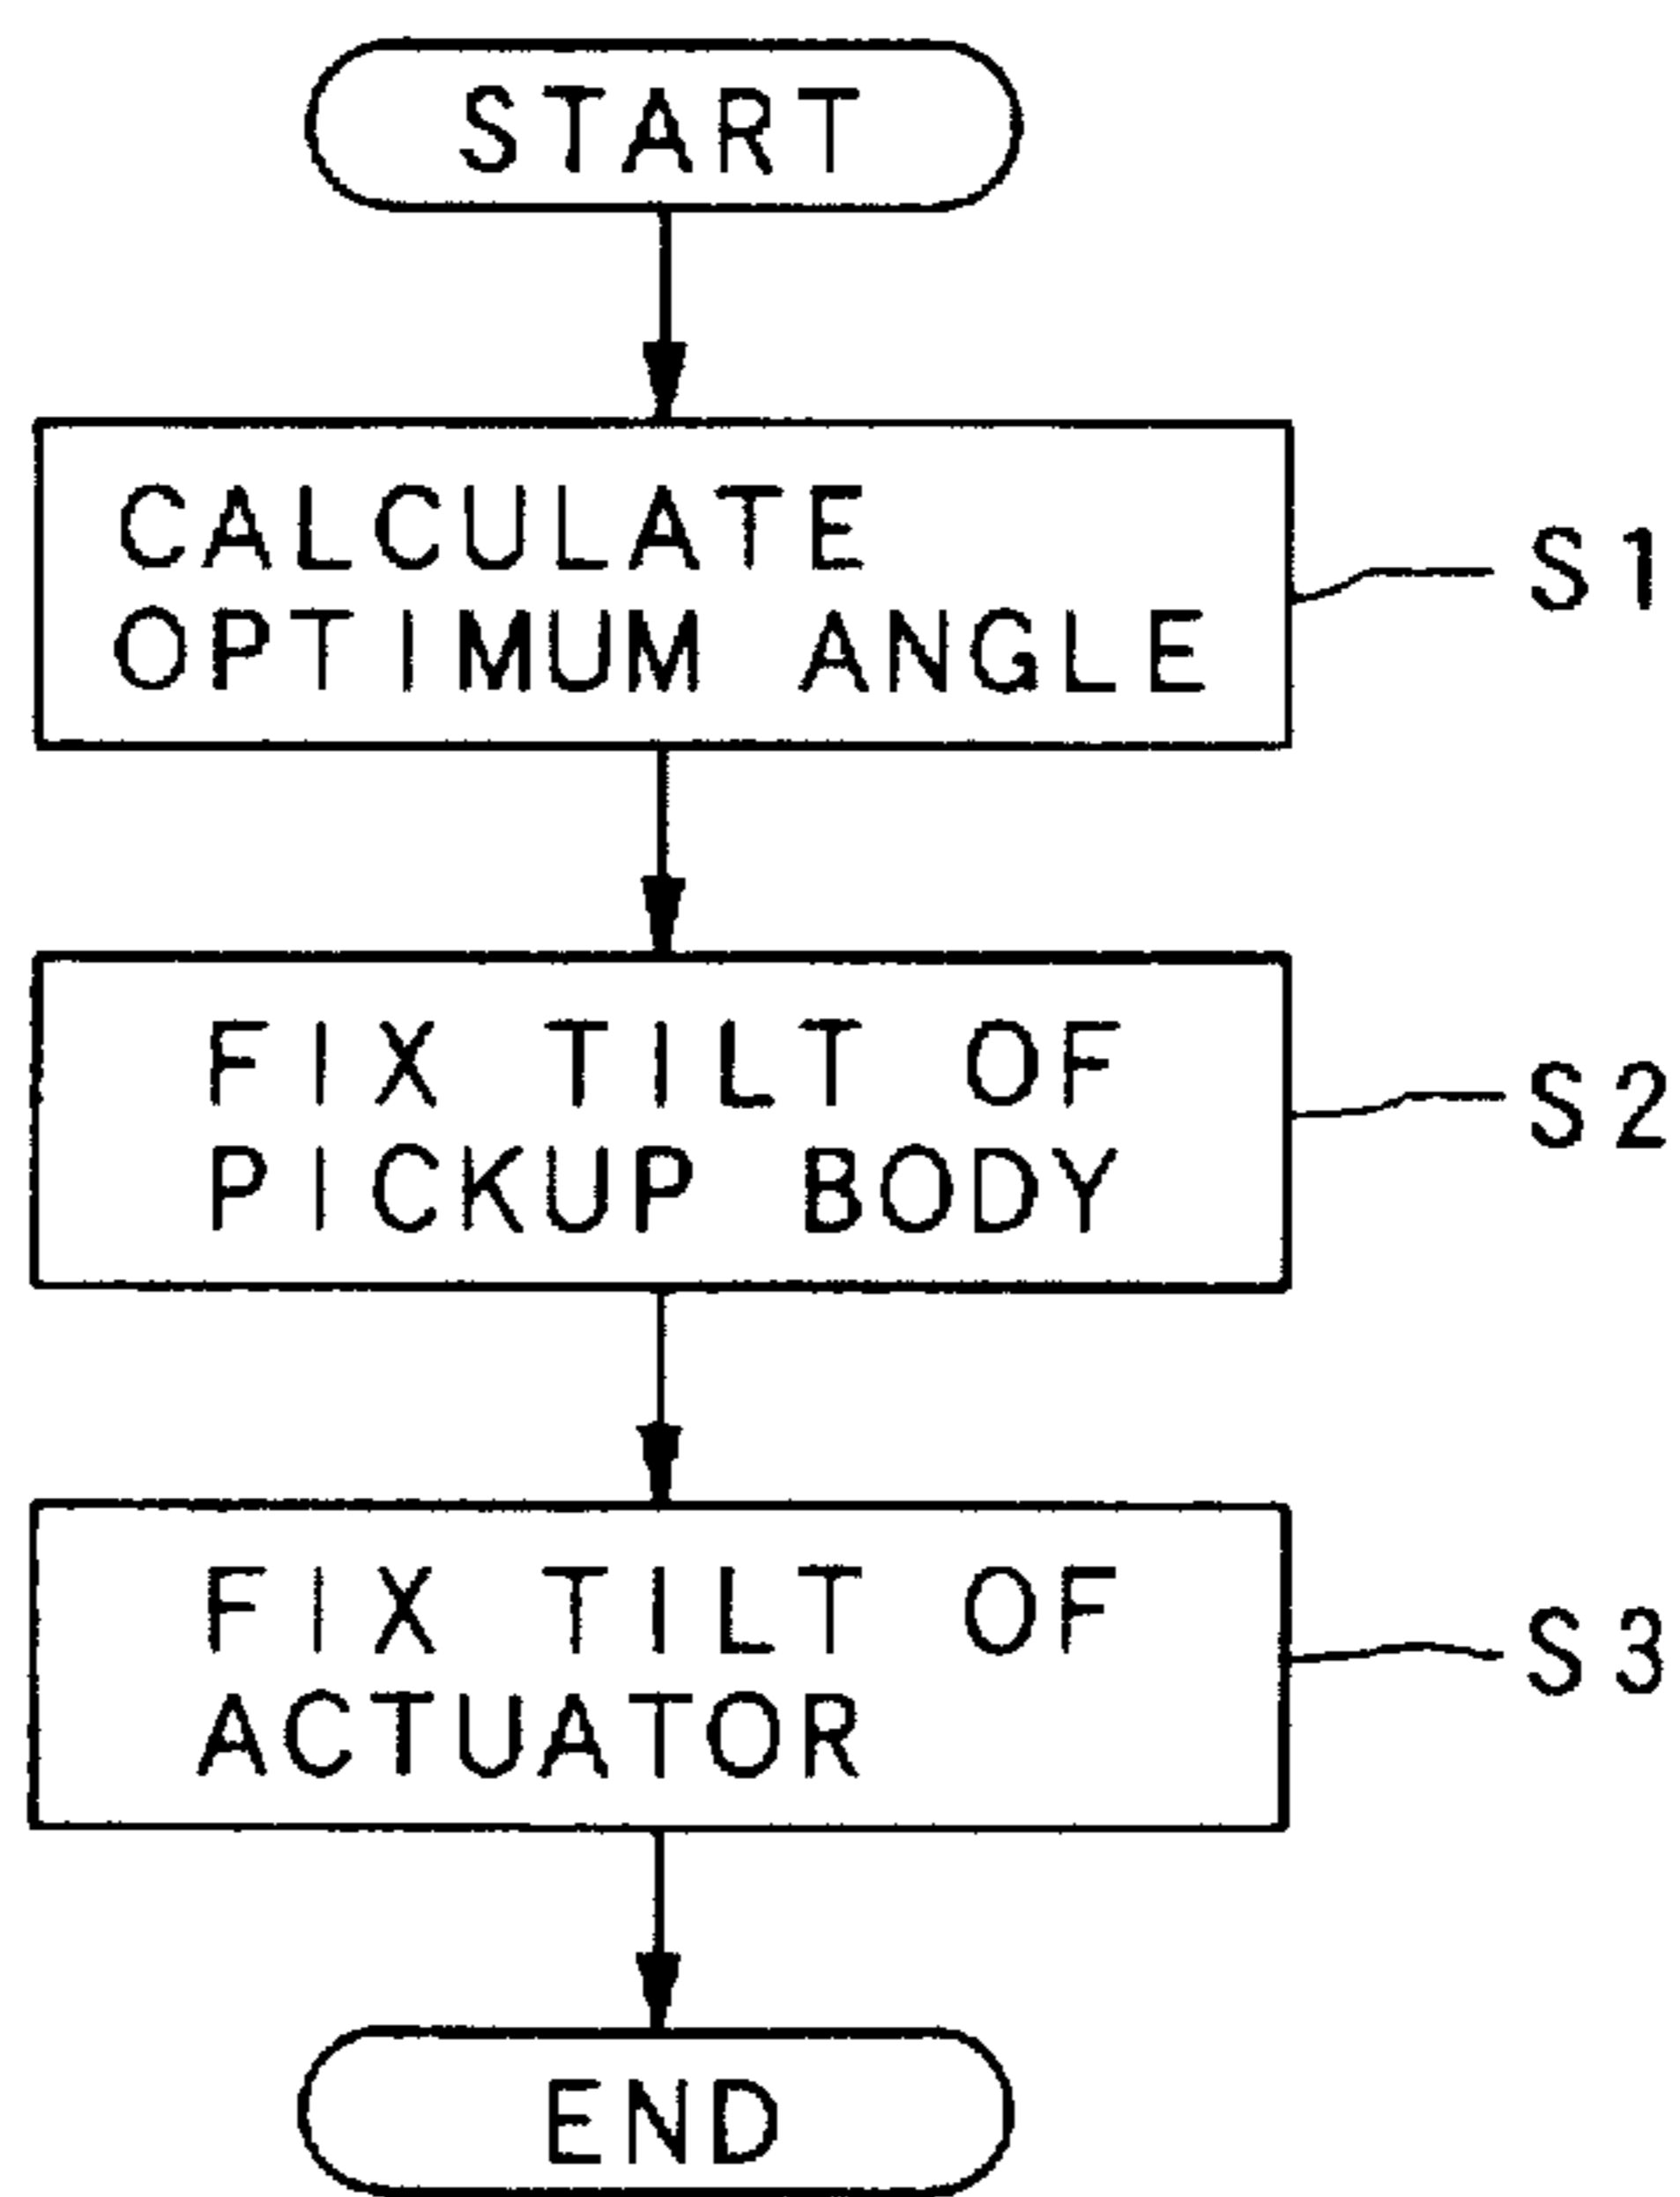 START
CALCULATE
OPTIMUM ANGLE
S1
FIX TILT OF
PICKUP BODY
S2
FIX TILT OF
ACTUATOR
S3
END